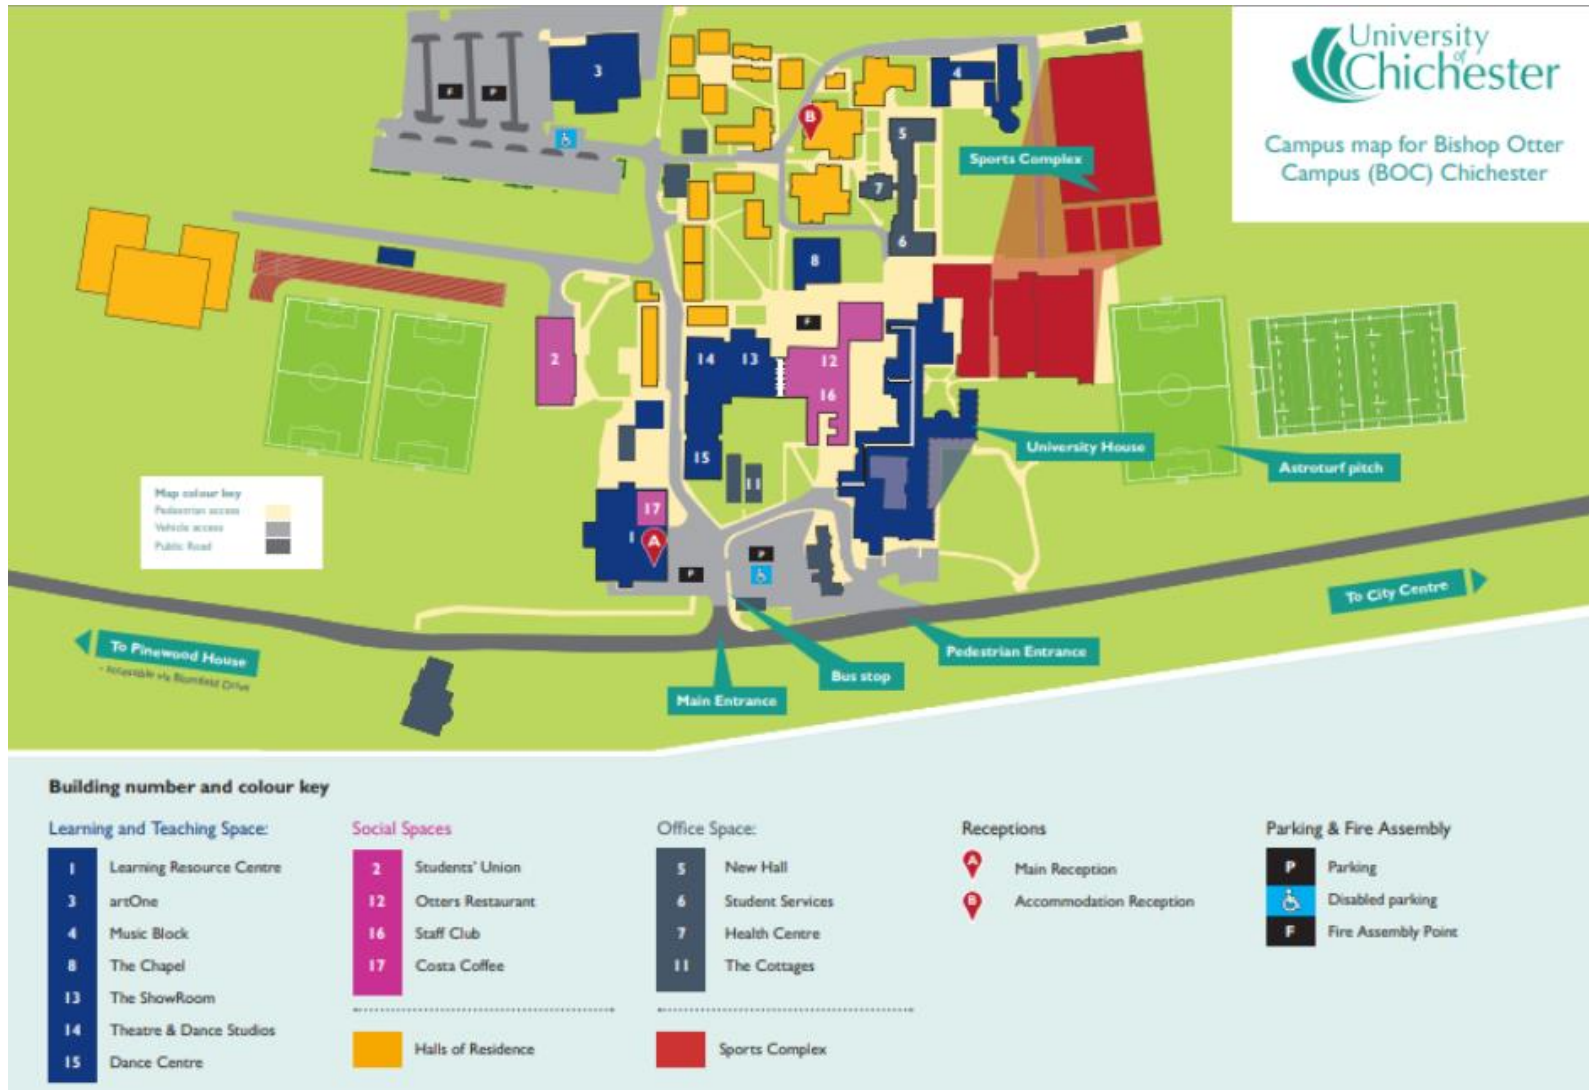 University
of
Chichester
Campus map for Bishop Otter
Campus (BOC) Chichester
3
4
F
P
B
5
Sports Complex
7
6
8
F
2
14
13
12
16
University House
15
11
Astroturf pitch
Map colour key
Pedestrian access
Vehicle access
Public Road
17
1
A
P
P
To City Centre
To Pinewood House
- Accessible via Blomfield Drive
Pedestrian Entrance
Bus stop
Main Entrance
Building number and colour key
Learning and Teaching Space:
1 Learning Resource Centre
3 artOne
4 Music Block
8 The Chapel
13 The ShowRoom
14 Theatre & Dance Studios
15 Dance Centre
Social Spaces
2 Students' Union
12 Otters Restaurant
16 Staff Club
17 Costa Coffee
Halls of Residence
Office Space:
5 New Hall
6 Student Services
7 Health Centre
11 The Cottages
Sports Complex
Receptions
A Main Reception
B Accommodation Reception
Parking & Fire Assembly
P Parking
Disabled parking
F Fire Assembly Point